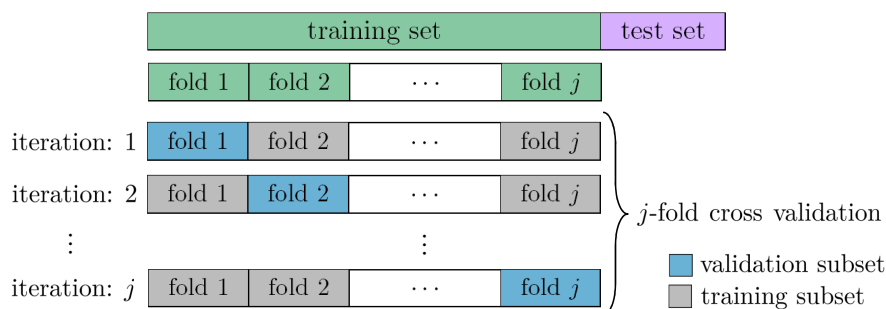 training set test set
fold 1 fold 2 ⋯ fold j
iteration: 1 fold 1 fold 2 ⋯ fold j
iteration: 2 fold 1 fold 2 ⋯ fold j
j-fold cross validation
⋮ ⋮
validation subset
iteration: j fold 1 fold 2 ⋯ fold j
training subset